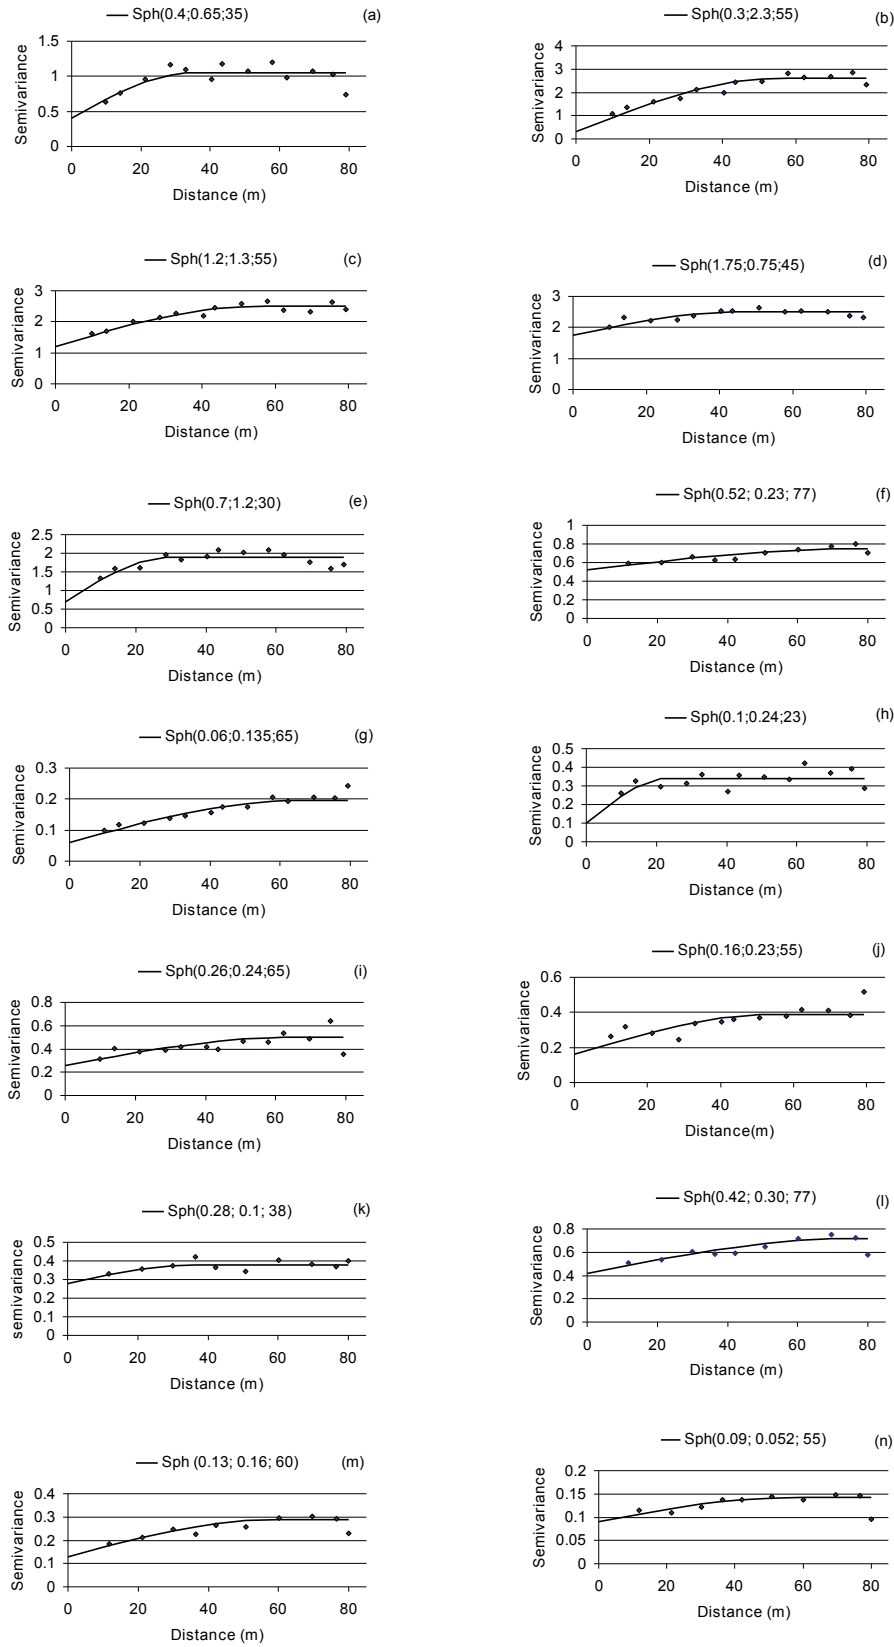 Sph(0.4;0.65;35) (a)
1.5
1
0.5
0
Semivariance
0 20 40 60 80
Distance (m)
Sph(0.3;2.3;55) (b)
4
3
2
1
0
Semivariance
0 20 40 60 80
Distance (m)
Sph(1.2;1.3;55) (c)
3
2
1
0
Semivariance
0 20 40 60 80
Distance (m)
Sph(1.75;0.75;45) (d)
3
2
1
0
Semivariance
0 20 40 60 80
Distance (m)
Sph(0.7;1.2;30) (e)
2.5
2
1.5
1
0.5
0
Semivariance
0 20 40 60 80
Distance (m)
Sph(0.52; 0.23; 77) (f)
1
0.8
0.6
0.4
0.2
0
Semivariance
0 20 40 60 80
Distance (m)
Sph(0.06;0.135;65) (g)
0.3
0.2
0.1
0
Semivariance
0 20 40 60 80
Distance (m)
Sph(0.1;0.24;23) (h)
0.5
0.4
0.3
0.2
0.1
0
Semivariance
0 20 40 60 80
Distance (m)
Sph(0.26;0.24;65) (i)
0.8
0.6
0.4
0.2
0
Semivariance
0 20 40 60 80
Distance (m)
Sph(0.16;0.23;55) (j)
0.6
0.4
0.2
0
Semivariance
0 20 40 60 80
Distance(m)
Sph(0.28; 0.1; 38) (k)
0.5
0.4
0.3
0.2
0.1
0
semivariance
0 20 40 60 80
Distance (m)
Sph(0.42; 0.30; 77) (l)
0.8
0.6
0.4
0.2
0
Semivariance
0 20 40 60 80
Distance (m)
Sph (0.13; 0.16; 60) (m)
0.4
0.3
0.2
0.1
0
Semivariance
0 20 40 60 80
Distance (m)
Sph(0.09; 0.052; 55) (n)
0.2
0.15
0.1
0.05
0
Semivariance
0 20 40 60 80
Distance (m)